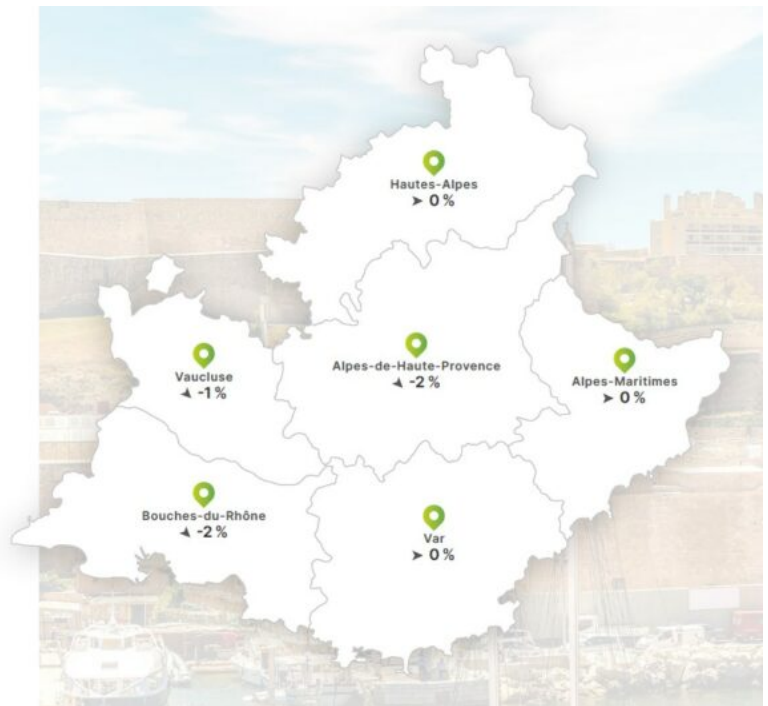 Hautes-Alpes
➤ 0 %
Vaucluse
-1 %
Alpes-de-Haute-Provence
-2 %
Alpes-Maritimes
➤ 0 %
Bouches-du-Rhône
-2 %
Var
➤ 0 %